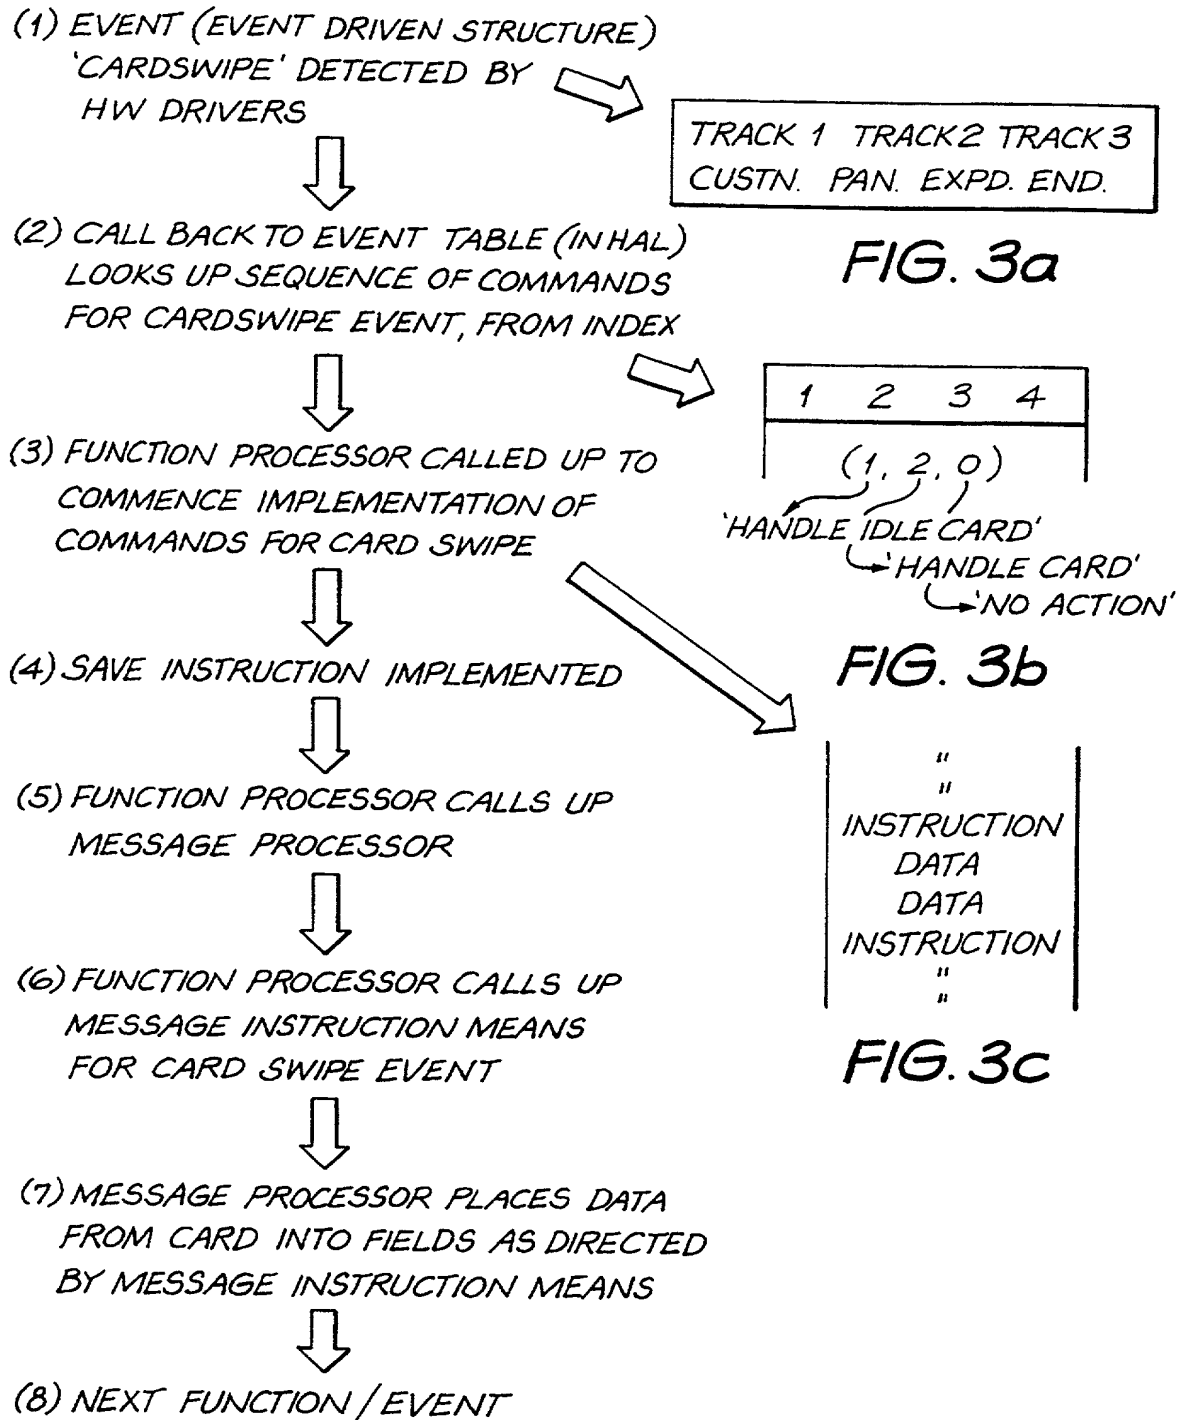 (1) EVENT (EVENT DRIVEN STRUCTURE)
'CARDSWIPE' DETECTED BY
HW DRIVERS
TRACK 1 TRACK2 TRACK 3
CUSTN. PAN. EXPD. END.
FIG. 3a
(2) CALL BACK TO EVENT TABLE (IN HAL)
LOOKS UP SEQUENCE OF COMMANDS
FOR CARDSWIPE EVENT, FROM INDEX
1 2 3 4
(1, 2, 0)
'HANDLE IDLE CARD'
'HANDLE CARD'
'NO ACTION'
FIG. 3b
(3) FUNCTION PROCESSOR CALLED UP TO
COMMENCE IMPLEMENTATION OF
COMMANDS FOR CARD SWIPE
(4) SAVE INSTRUCTION IMPLEMENTED
(5) FUNCTION PROCESSOR CALLS UP
MESSAGE PROCESSOR
"
"
INSTRUCTION
DATA
DATA
INSTRUCTION
"
"
FIG. 3c
(6) FUNCTION PROCESSOR CALLS UP
MESSAGE INSTRUCTION MEANS
FOR CARD SWIPE EVENT
(7) MESSAGE PROCESSOR PLACES DATA
FROM CARD INTO FIELDS AS DIRECTED
BY MESSAGE INSTRUCTION MEANS
(8) NEXT FUNCTION / EVENT